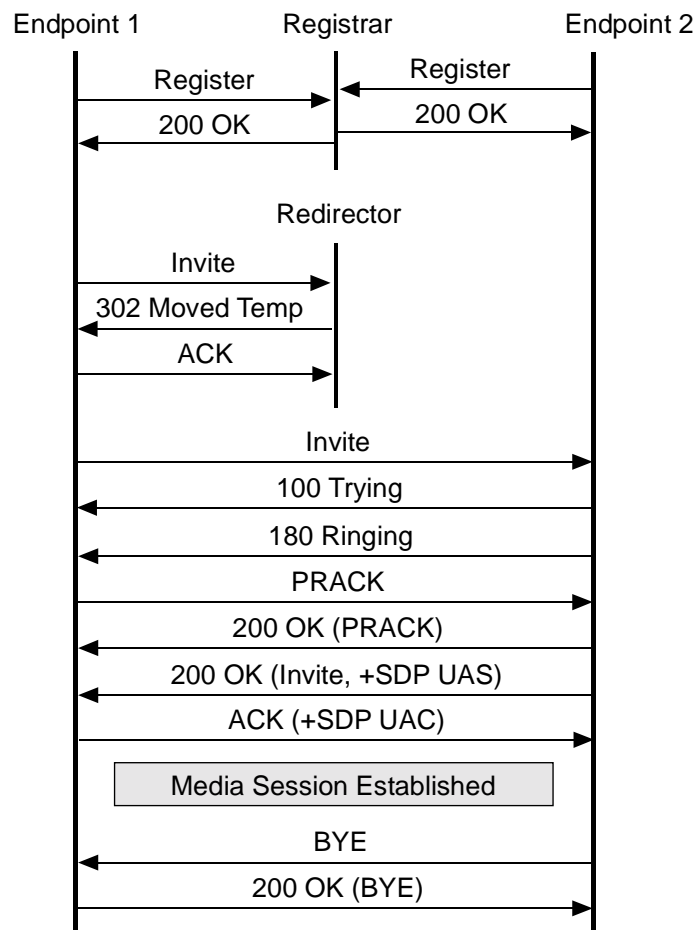 Endpoint 1
Registrar
Endpoint 2
Register
Register
200 OK
200 OK
Redirector
Invite
302 Moved Temp
ACK
Invite
100 Trying
180 Ringing
PRACK
200 OK (PRACK)
200 OK (Invite, +SDP UAS)
ACK (+SDP UAC)
Media Session Established
BYE
200 OK (BYE)